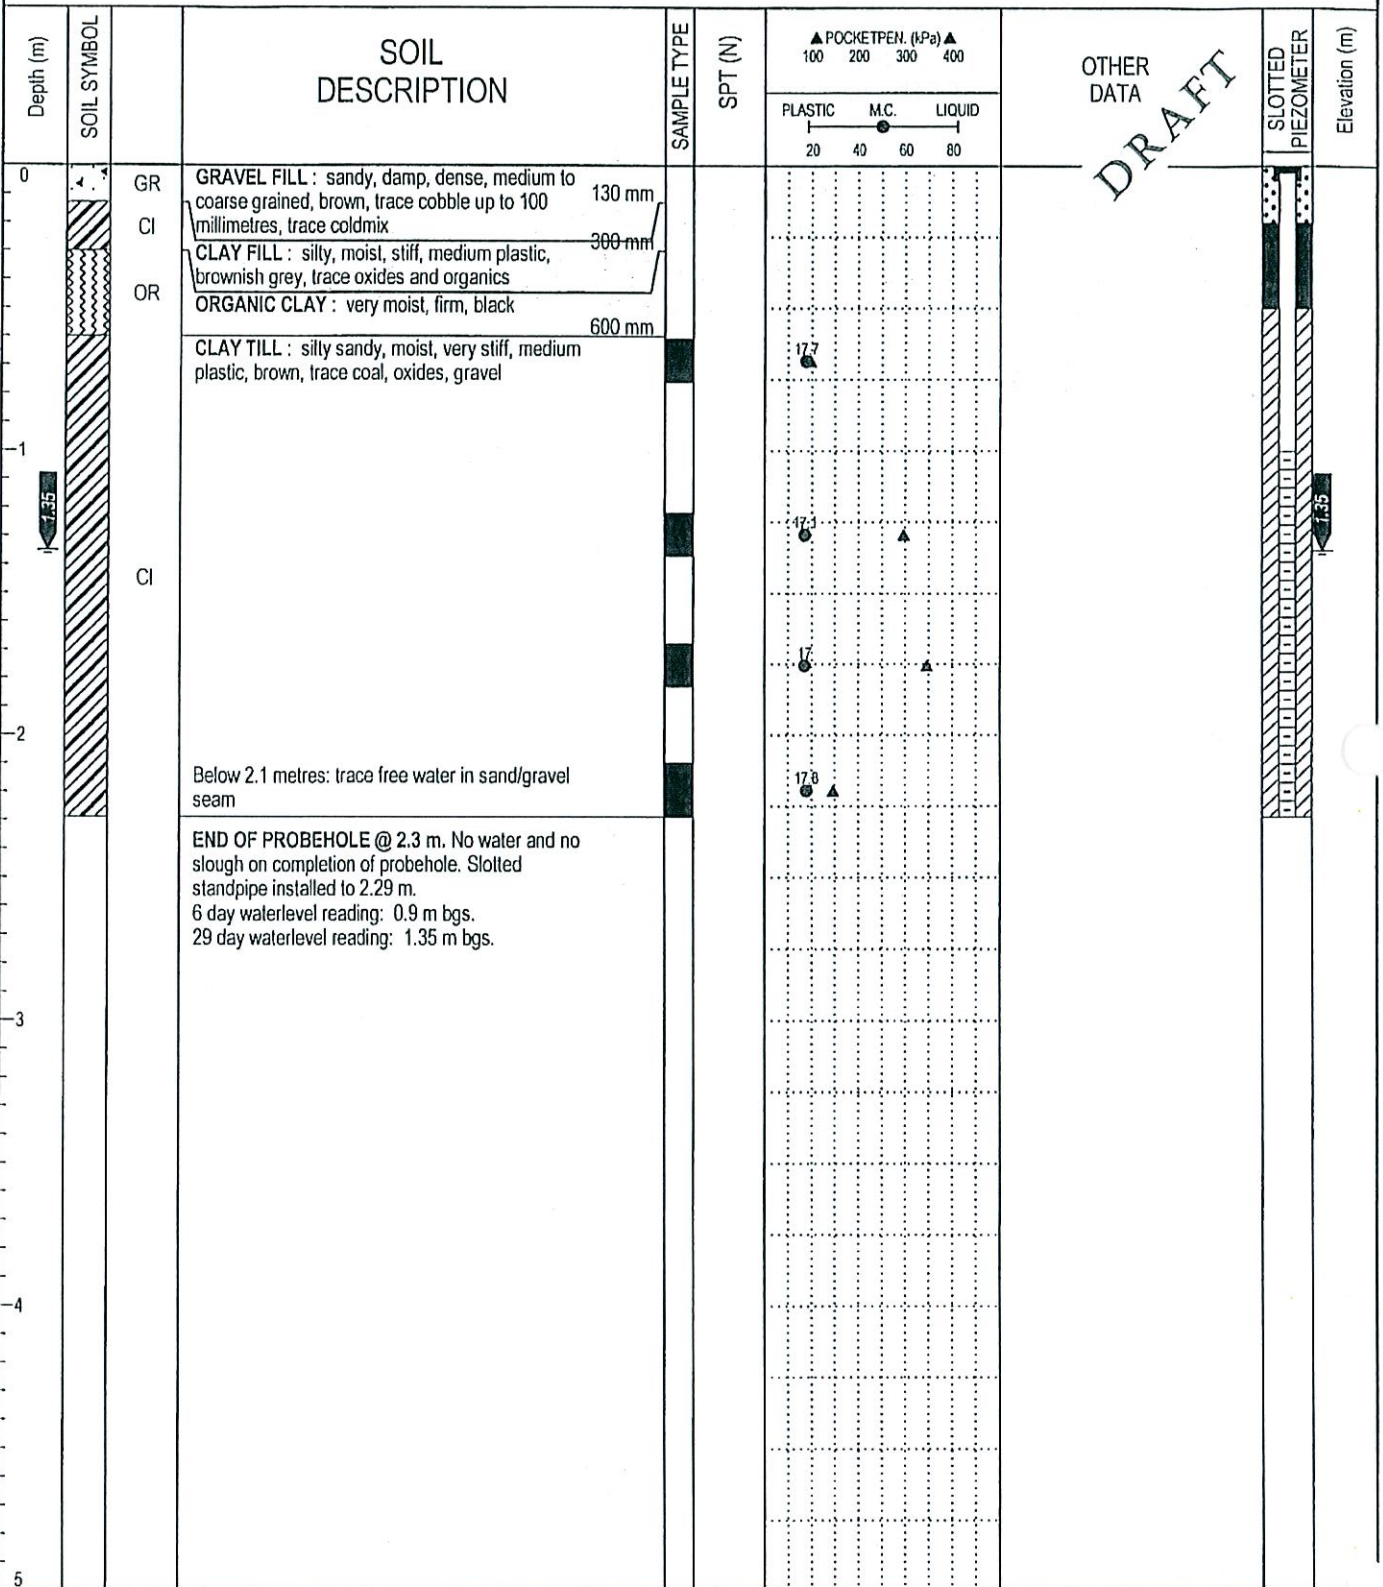 Depth (m)
SOIL SYMBOL
SOIL
DESCRIPTION
SAMPLE TYPE
SPT (N)
▲ POCKETPEN. (kPa) ▲
100 200 300 400
PLASTIC M.C. LIQUID
20 40 60 80
OTHER
DATA
DRAFT
SLOTTED
PIEZOMETER
Elevation (m)
0
GR
GRAVEL FILL : sandy, damp, dense, medium to
coarse grained, brown, trace cobble up to 100
millimetres, trace coldmix
130 mm
CI
300 mm
CLAY FILL : silty, moist, stiff, medium plastic,
brownish grey, trace oxides and organics
OR
ORGANIC CLAY : very moist, firm, black
600 mm
CLAY TILL : silty sandy, moist, very stiff, medium
plastic, brown, trace coal, oxides, gravel
17.7
1
1.35
17.1
1.35
CI
17
2
Below 2.1 metres: trace free water in sand/gravel
seam
17.8
END OF PROBEHOLE @ 2.3 m. No water and no
slough on completion of probehole. Slotted
standpipe installed to 2.29 m.
6 day waterlevel reading: 0.9 m bgs.
29 day waterlevel reading: 1.35 m bgs.
3
4
5